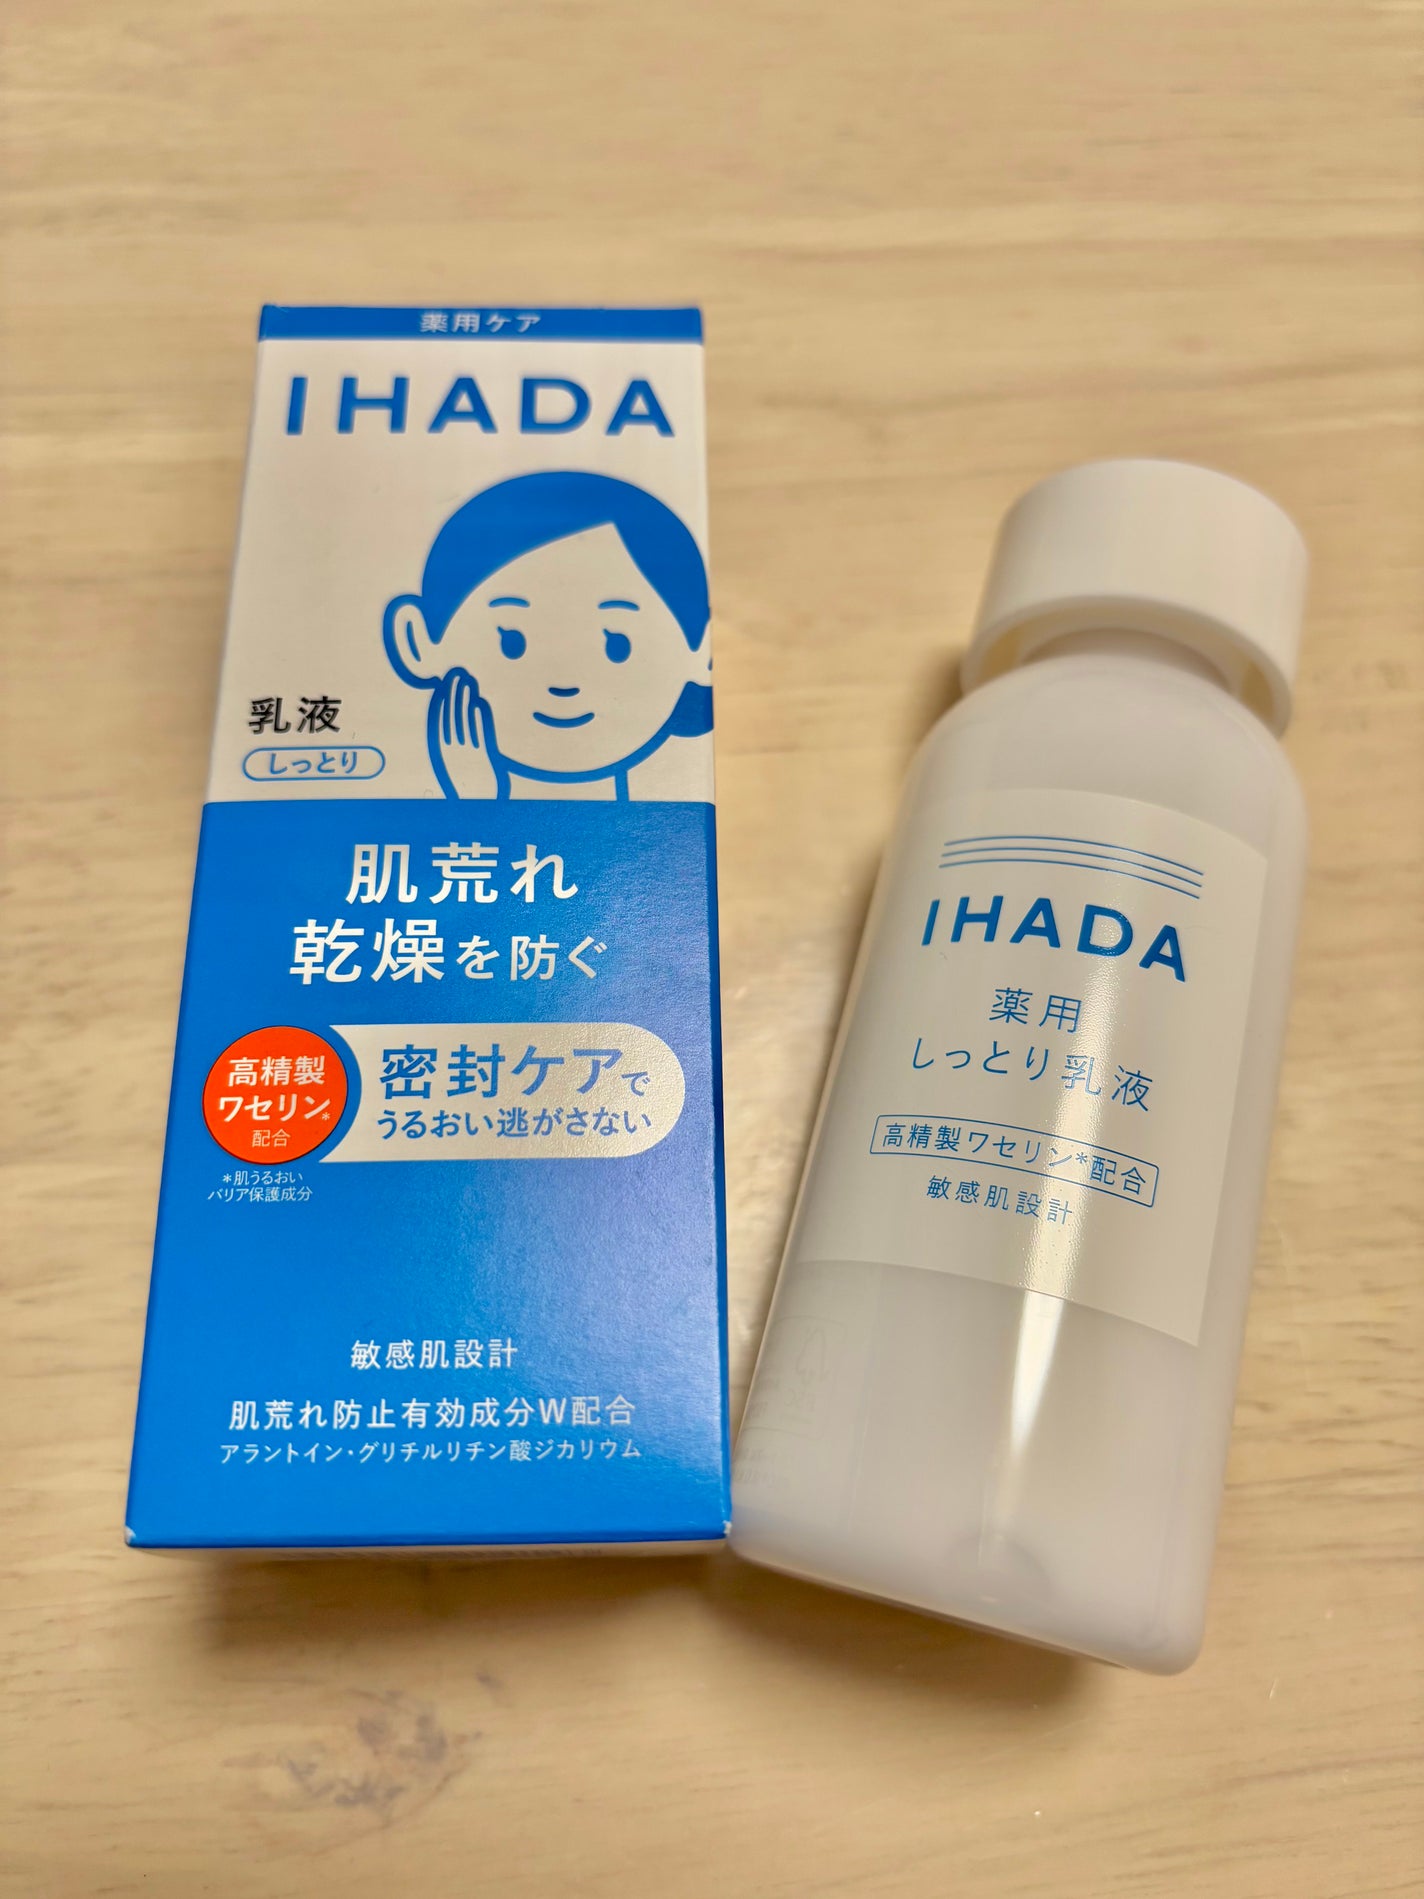 薬用ケア
IHADA
乳液
しっとり
肌荒れ
乾燥を防ぐ
高精製
ワセリン*
配合
密封ケアで
うるおい逃がさない
*肌うるおい
バリア保護成分
敏感肌設計
肌荒れ防止有効成分W配合
アラントイン・グリチルリチン酸ジカリウム
IHADA
薬用
しっとり乳液
高精製ワセリン*配合
敏感肌設計